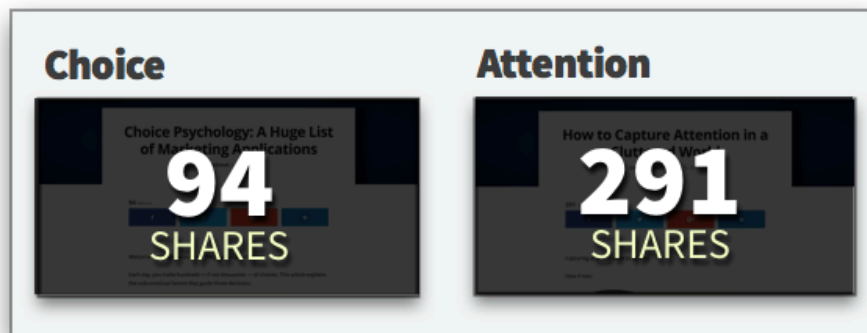 Choice
Attention
Choice Psychology: A Huge List
of Marketing Applications
94
SHARES
How to Capture Attention in a
291
SHARES